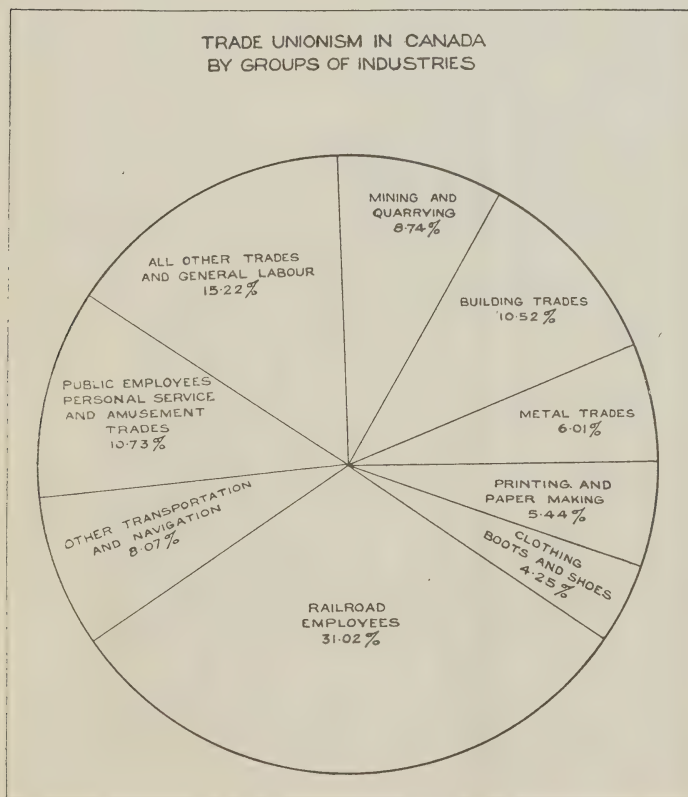 TRADE UNIONISM IN CANADA
BY GROUPS OF INDUSTRIES
MINING AND
QUARRYING
8.74%
BUILDING TRADES
10.52%
METAL TRADES
6.01%
PRINTING. AND
PAPER MAKING
5.44%
CLOTHING
BOOTS AND SHOES
4.25%
RAILROAD
EMPLOYEES
31.02%
OTHER TRANSPORTATION
AND NAVIGATION
8.07%
PUBLIC EMPLOYEES
PERSONAL SERVICE
AND AMUSEMENT
TRADES
10.73%
ALL OTHER TRADES
AND GENERAL LABOUR
15.22%